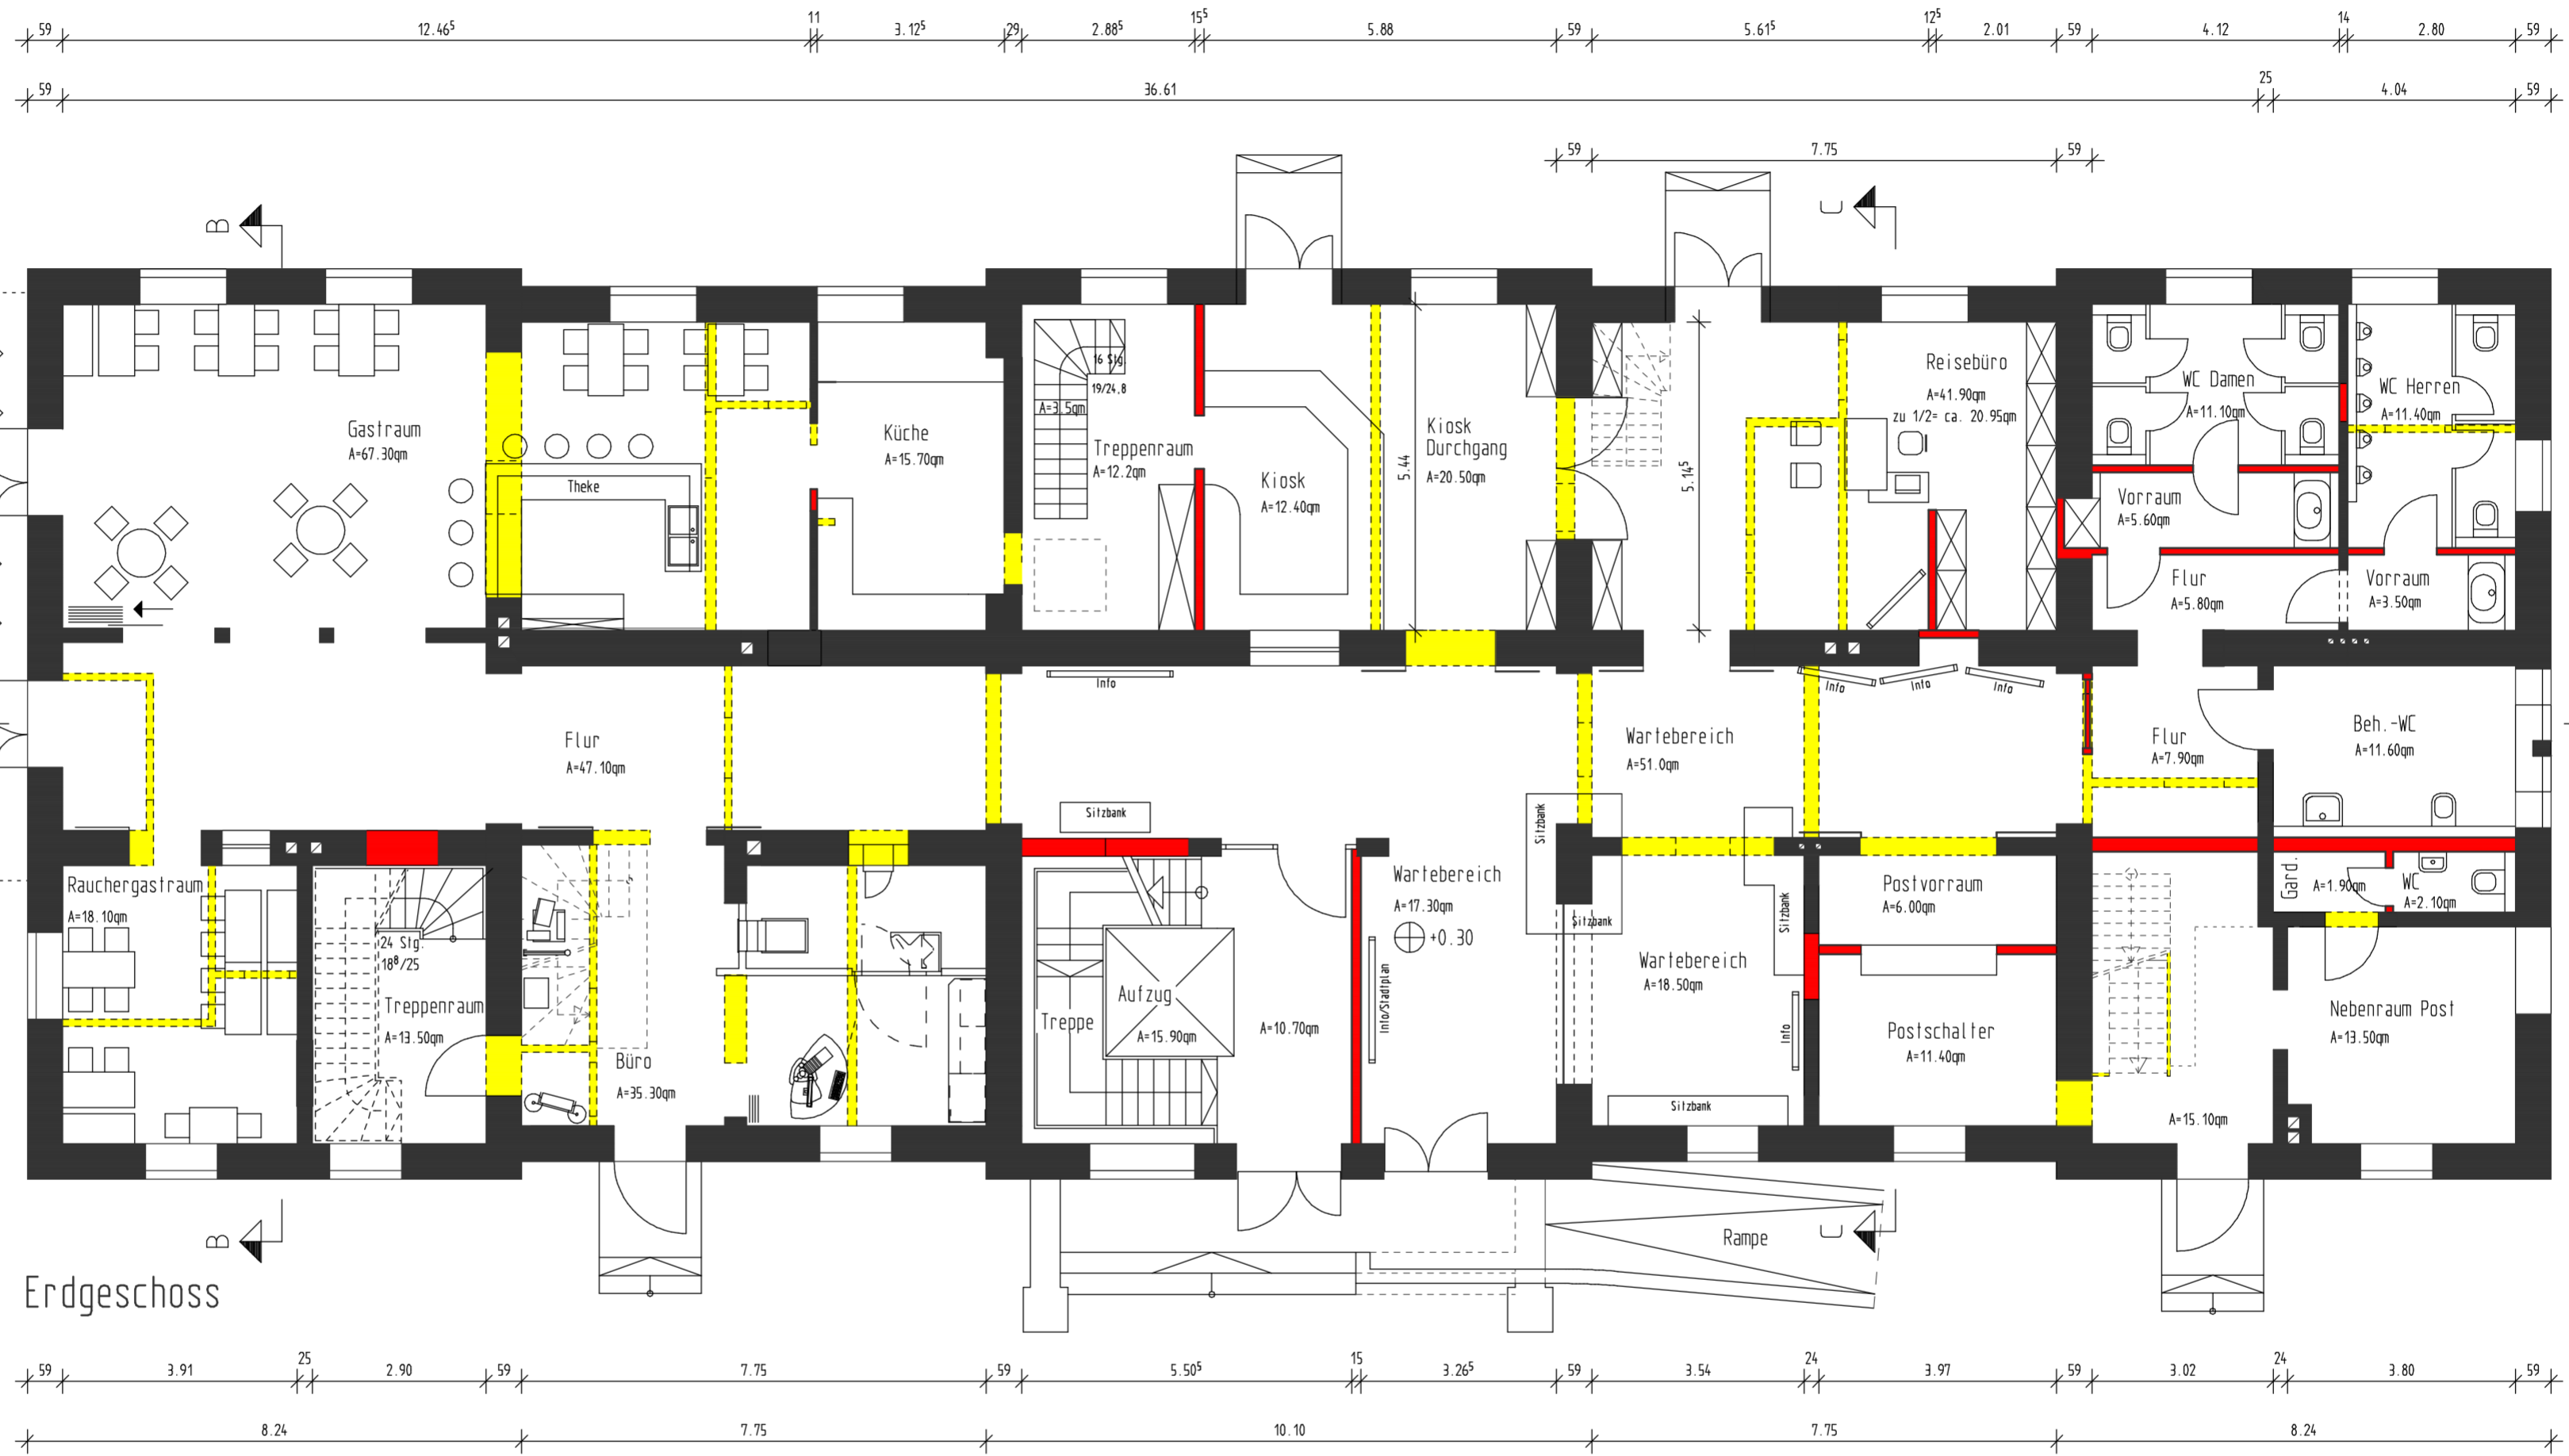 59 12.46⁵ 11 3.12⁵ 29 2.88⁵ 15⁵ 5.88 59 5.61⁵ 12⁵ 2.01 59 4.12 14 2.80 59
59 36.61 25 4.04 59
59 7.75 59
B
C
Gastraum
A=67.30qm
Theke
Küche
A=15.70qm
16 Stg.
19/24,8
A=3.5qm
Treppenraum
A=12.2qm
Kiosk
A=12.40qm
5.44
Kiosk
Durchgang
A=20.50qm
5.14⁵
Reisebüro
A=41.90qm
zu 1/2= ca. 20.95qm
WC Damen
A=11.10qm
WC Herren
A=11.40qm
Vorraum
A=5.60qm
Flur
A=5.80qm
Vorraum
A=3.50qm
Flur
A=47.10qm
Info
Sitzbank
Wartebereich
A=51.0qm
Info
Info
Info
Flur
A=7.90qm
Beh.-WC
A=11.60qm
Rauchergastraum
A=18.10qm
24 Stg.
18⁸/25
Treppenraum
A=13.50qm
Büro
A=35.30qm
Treppe
Aufzug
A=15.90qm
A=10.70qm
Info/Stadtplan
Wartebereich
A=17.30qm
+0.30
Sitzbank
Sitzbank
Wartebereich
A=18.50qm
Sitzbank
Info
Sitzbank
Postvorraum
A=6.00qm
Postschalter
A=11.40qm
Gard.
A=1.90qm
WC
A=2.10qm
Nebenraum Post
A=13.50qm
A=15.10qm
B
Rampe
C
Erdgeschoss
59 3.91 25 2.90 59 7.75 59 5.50⁵ 15 3.26⁵ 59 3.54 24 3.97 59 3.02 24 3.80 59
8.24 7.75 10.10 7.75 8.24